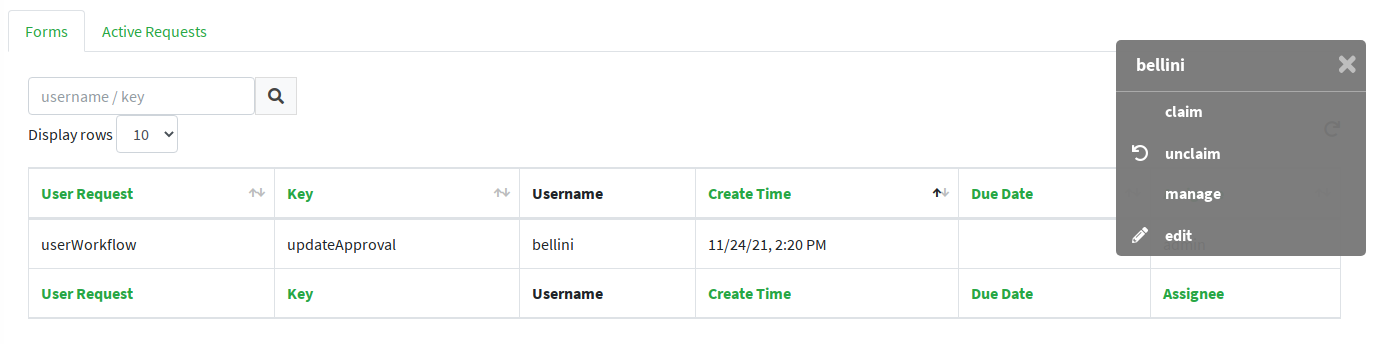 Forms
Active Requests
username / key
Display rows 10
bellini
claim
unclaim
manage
edit
User Request Key Username Create Time Due Date
userWorkflow updateApproval bellini 11/24/21, 2:20 PM
User Request Key Username Create Time Due Date Assignee